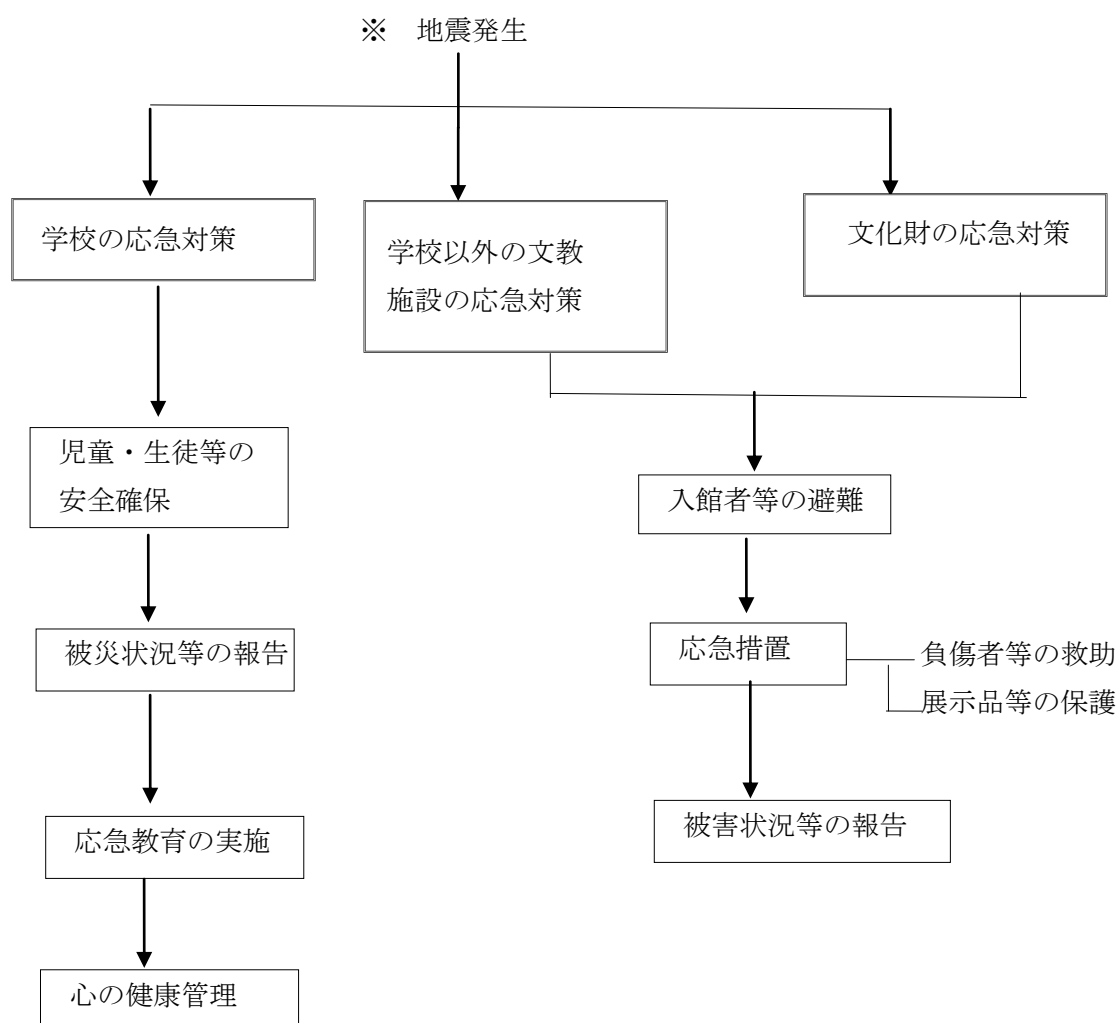 ※　地震発生
学校の応急対策
学校以外の文教
施設の応急対策
文化財の応急対策
児童・生徒等の
安全確保
被災状況等の報告
応急教育の実施
心の健康管理
入館者等の避難
応急措置
負傷者等の救助
展示品等の保護
被害状況等の報告